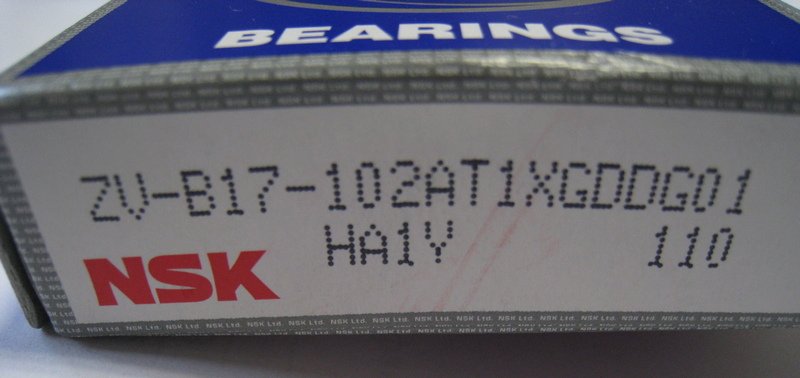 BEARINGS
ZV-B17-102AT1XGDDG01
HA1Y 110
NSK